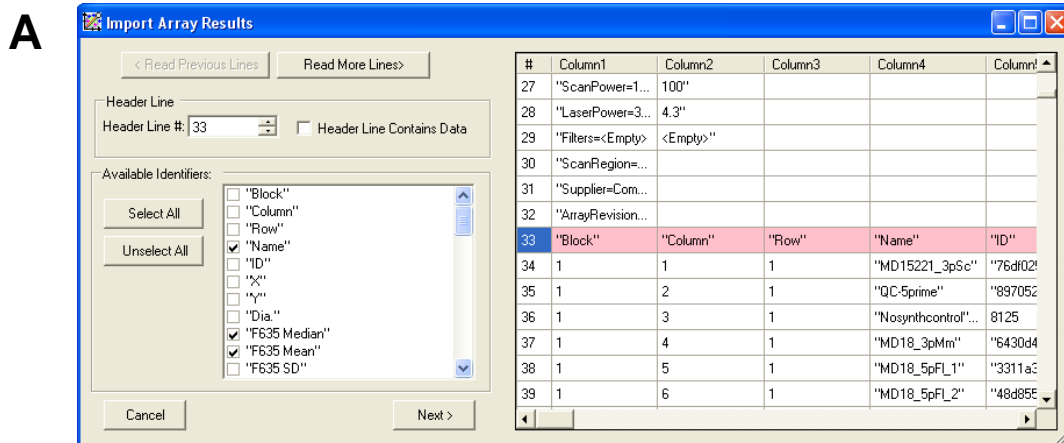 A
Import Array Results
< Read Previous Lines Read More Lines>
Header Line
Header Line #: 33 Header Line Contains Data
Available Identifiers:
Select All
Unselect All
"Block"
"Column"
"Row"
"Name"
"ID"
"X"
"Y"
"Dia."
"F635 Median"
"F635 Mean"
"F635 SD"
Cancel Next >
# Column1 Column2 Column3 Column4
27 "ScanPower=1... 100"
28 "LaserPower=3... 4.3"
29 "Filters=<Empty> <Empty>"
30 "ScanRegion=...
31 "Supplier=Com...
32 "ArrayRevision...
33 "Block" "Column" "Row" "Name" "ID"
34 1 1 1 "MD15221_3pSc" "76df02
35 1 2 1 "QC-5prime" "897052
36 1 3 1 "Nosynthcontrol"... 8125
37 1 4 1 "MD18_3pMm" "6430d4
38 1 5 1 "MD18_5pFl_1" "3311a3
39 1 6 1 "MD18_5pFl_2" "48d855